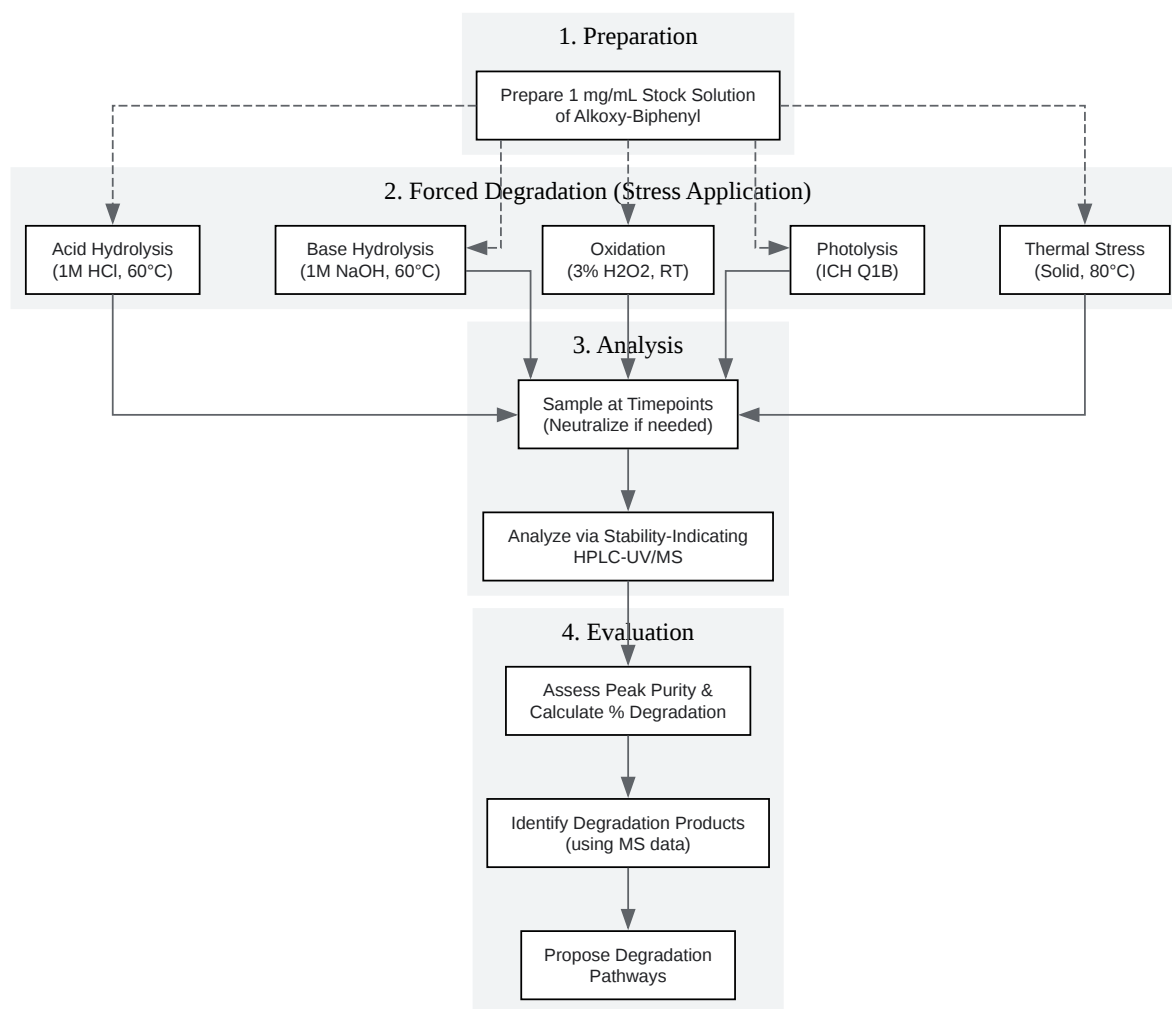 1. Preparation
Prepare 1 mg/mL Stock Solution
of Alkoxy-Biphenyl
2. Forced Degradation (Stress Application)
Acid Hydrolysis
(1M HCl, 60°C)
Base Hydrolysis
(1M NaOH, 60°C)
Oxidation
(3% H2O2, RT)
Photolysis
(ICH Q1B)
Thermal Stress
(Solid, 80°C)
3. Analysis
Sample at Timepoints
(Neutralize if needed)
Analyze via Stability-Indicating
HPLC-UV/MS
4. Evaluation
Assess Peak Purity &
Calculate % Degradation
Identify Degradation Products
(using MS data)
Propose Degradation
Pathways